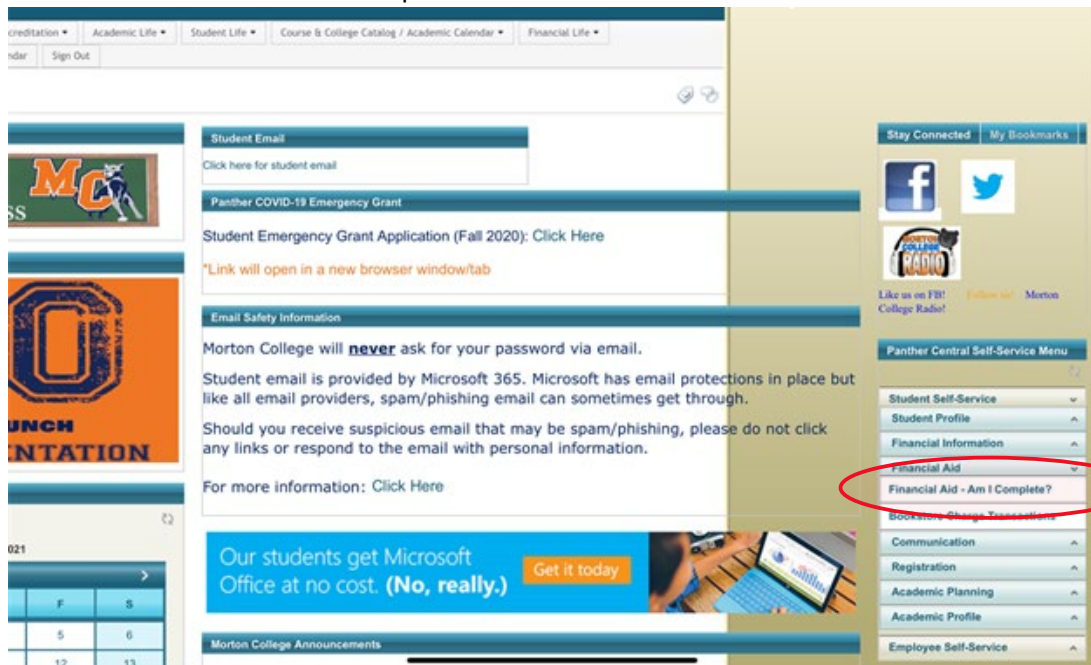 creditation • Academic Life • Student Life • Course & College Catalog / Academic Calendar • Financial Life •
ndar Sign Out
MC
SS
UNCH
NTATION
021
F S
5 6
12 13
Student Email
Click here for student email
Panther COVID-19 Emergency Grant
Student Emergency Grant Application (Fall 2020): Click Here
*Link will open in a new browser window/tab
Email Safety Information
Morton College will never ask for your password via email.
Student email is provided by Microsoft 365. Microsoft has email protections in place but
like all email providers, spam/phishing email can sometimes get through.
Should you receive suspicious email that may be spam/phishing, please do not click
any links or respond to the email with personal information.
For more information: Click Here
Our students get Microsoft
Office at no cost. (No, really.)
Get it today
Morton College Announcements
Stay Connected My Bookmarks
f
MORTON
COLLEGE
RADIO
Like us on FB! Follow us! Morton
College Radio!
Panther Central Self-Service Menu
Student Self-Service
Student Profile
Financial Information
Financial Aid
Financial Aid - Am I Complete?
Bookstore Charge Transactions
Communication
Registration
Academic Planning
Academic Profile
Employee Self-Service